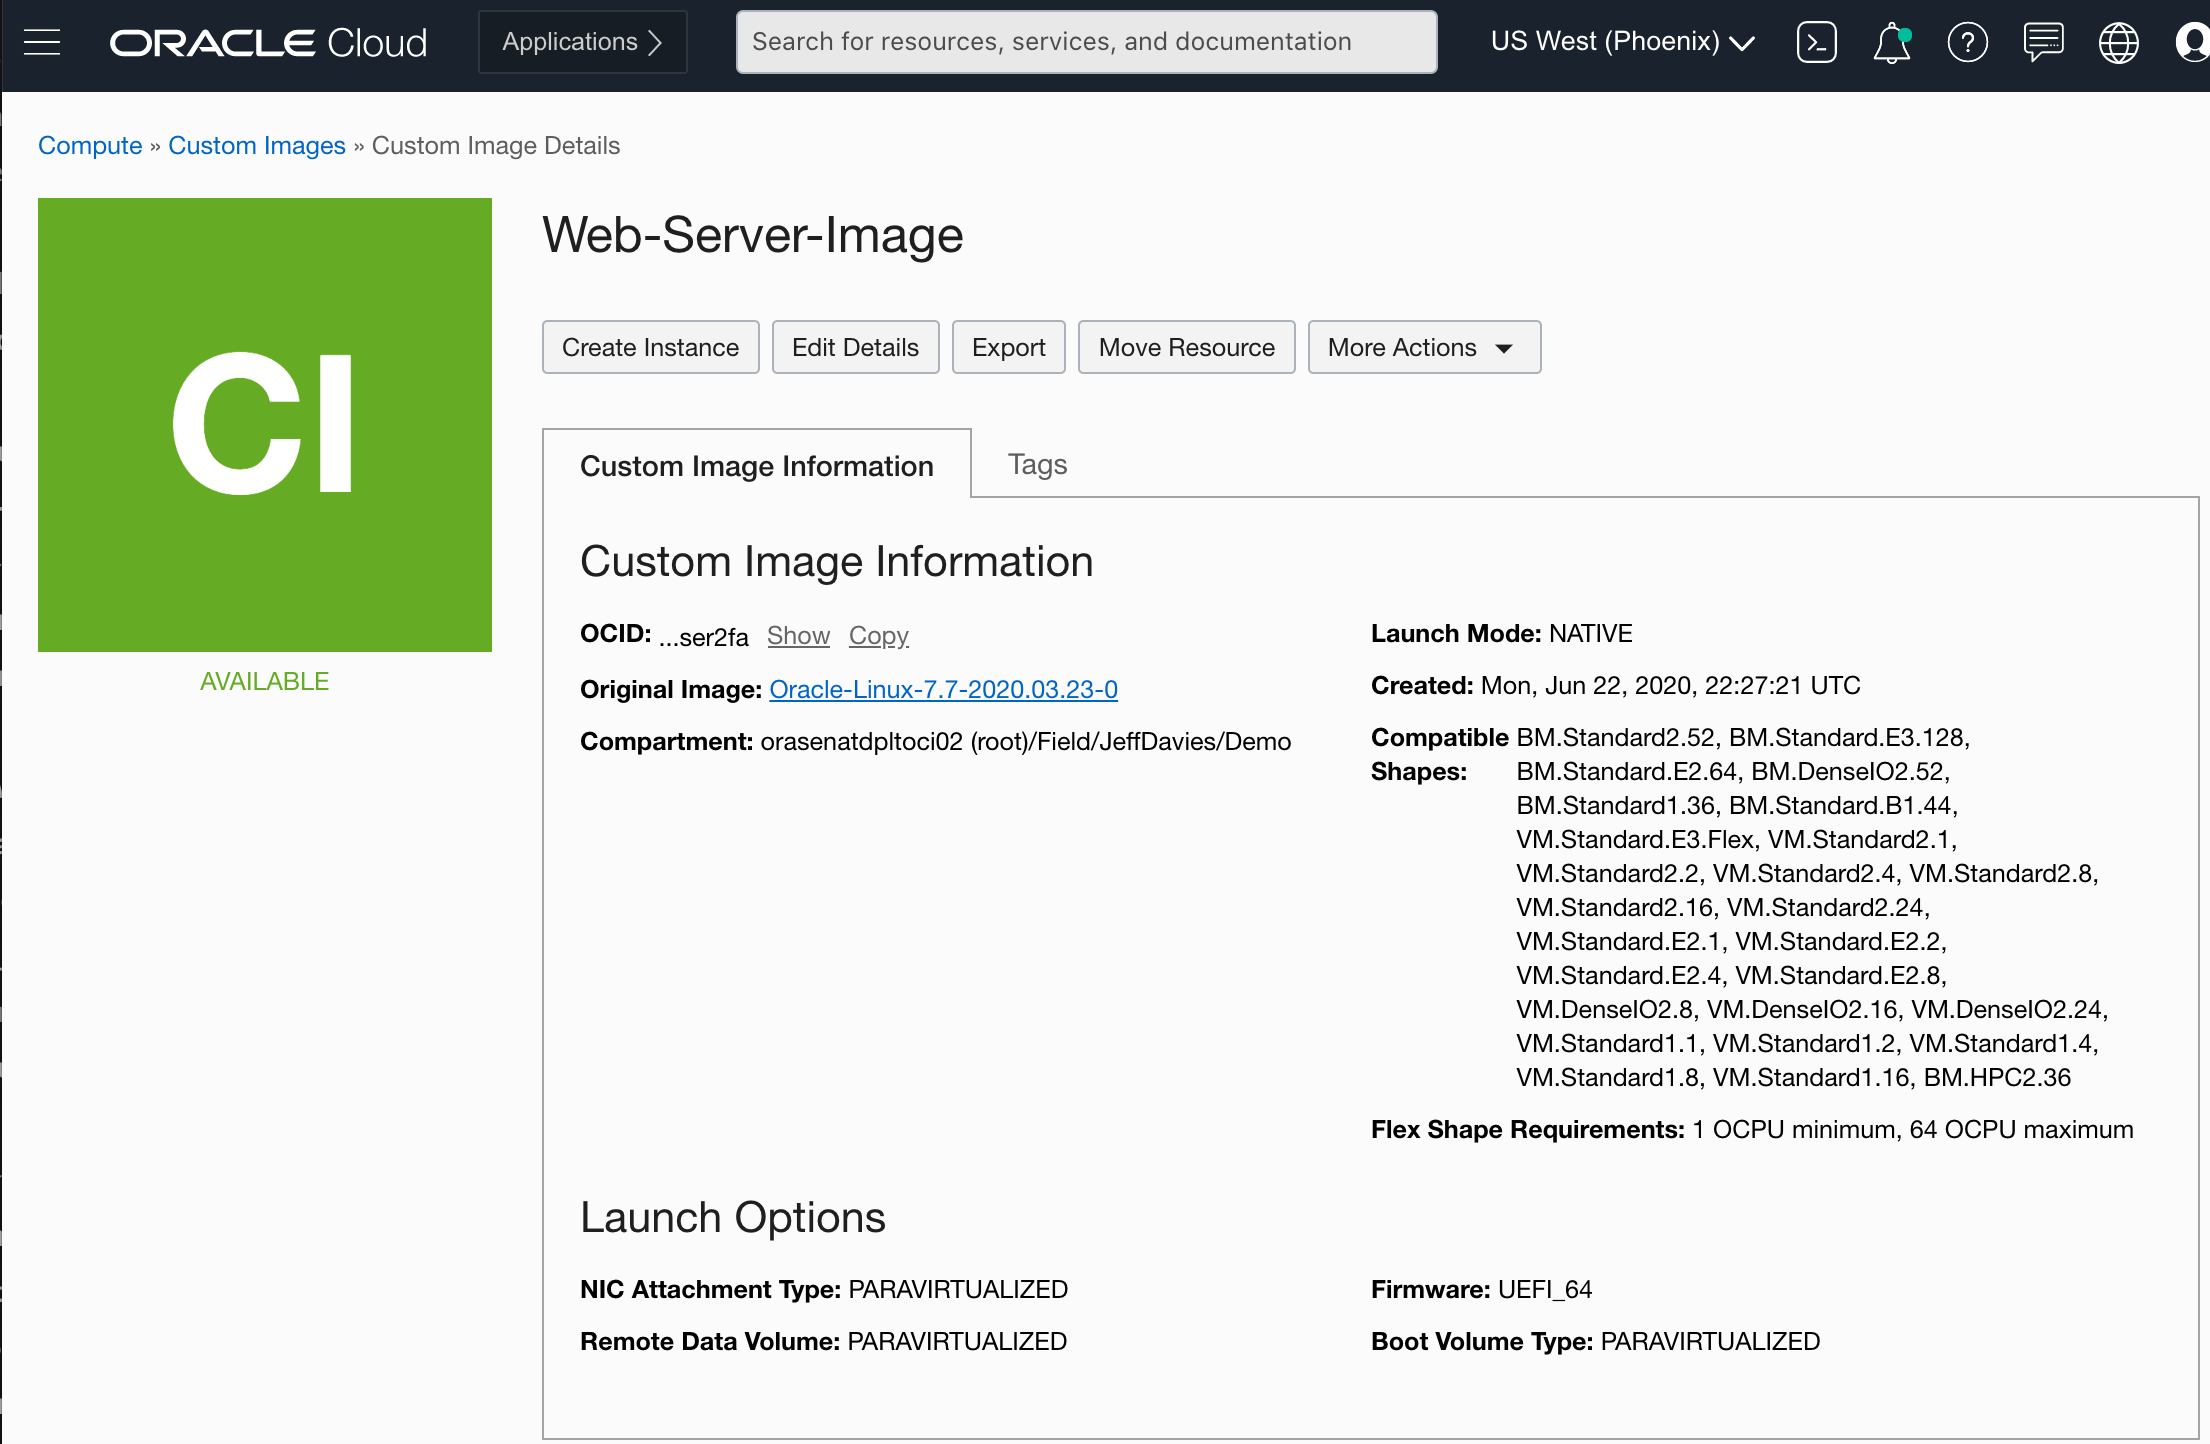 ORACLE Cloud
Applications
Search for resources, services, and documentation
US West (Phoenix)
Compute » Custom Images » Custom Image Details
CI
AVAILABLE
Web-Server-Image
Create Instance
Edit Details
Export
Move Resource
More Actions
Custom Image Information
Tags
Custom Image Information
OCID: ...ser2fa Show Copy
Original Image: Oracle-Linux-7.7-2020.03.23-0
Compartment: orasenatdpltoci02 (root)/Field/JeffDavies/Demo
Launch Mode: NATIVE
Created: Mon, Jun 22, 2020, 22:27:21 UTC
Compatible BM.Standard2.52, BM.Standard.E3.128,
Shapes: BM.Standard.E2.64, BM.DenseIO2.52,
BM.Standard1.36, BM.Standard.B1.44,
VM.Standard.E3.Flex, VM.Standard2.1,
VM.Standard2.2, VM.Standard2.4, VM.Standard2.8,
VM.Standard2.16, VM.Standard2.24,
VM.Standard.E2.1, VM.Standard.E2.2,
VM.Standard.E2.4, VM.Standard.E2.8,
VM.DenseIO2.8, VM.DenseIO2.16, VM.DenseIO2.24,
VM.Standard1.1, VM.Standard1.2, VM.Standard1.4,
VM.Standard1.8, VM.Standard1.16, BM.HPC2.36
Flex Shape Requirements: 1 OCPU minimum, 64 OCPU maximum
Launch Options
NIC Attachment Type: PARAVIRTUALIZED
Remote Data Volume: PARAVIRTUALIZED
Firmware: UEFI_64
Boot Volume Type: PARAVIRTUALIZED